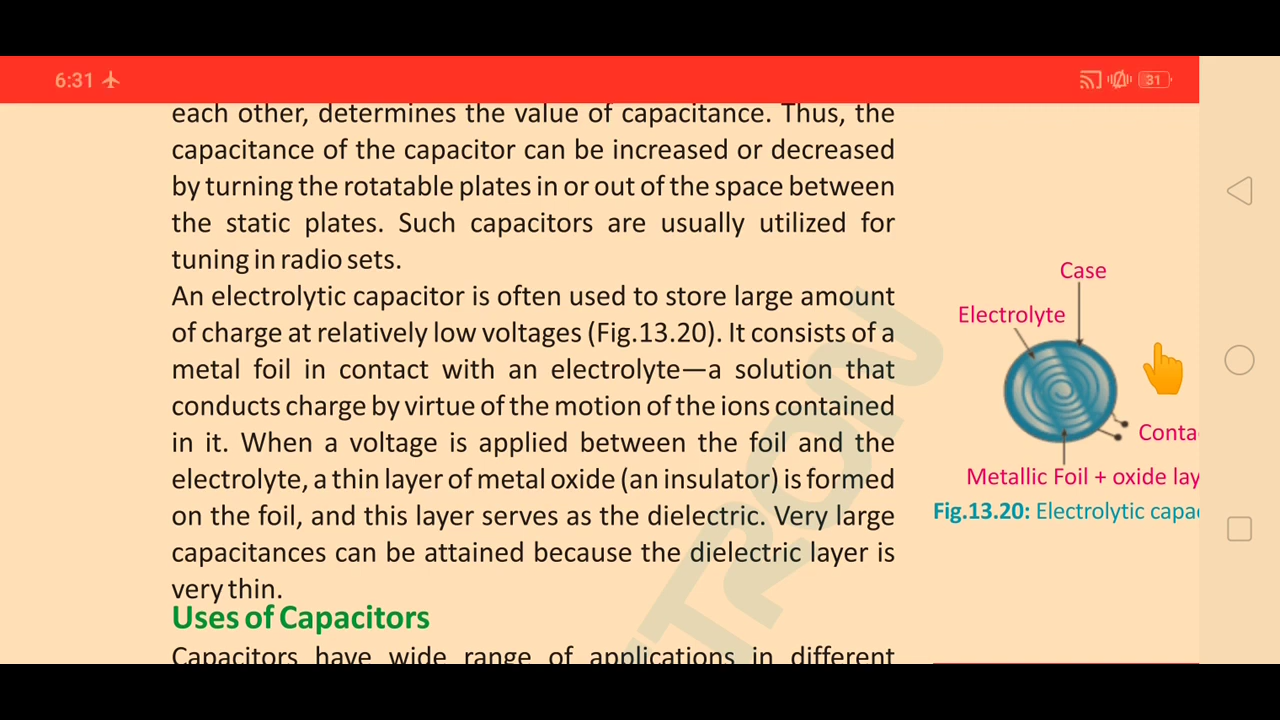 6:31
31
each other, determines the value of capacitance. Thus, the
capacitance of the capacitor can be increased or decreased
by turning the rotatable plates in or out of the space between
the static plates. Such capacitors are usually utilized for
tuning in radio sets.
An electrolytic capacitor is often used to store large amount
of charge at relatively low voltages (Fig.13.20). It consists of a
metal foil in contact with an electrolyte—a solution that
conducts charge by virtue of the motion of the ions contained
in it. When a voltage is applied between the foil and the
electrolyte, a thin layer of metal oxide (an insulator) is formed
on the foil, and this layer serves as the dielectric. Very large
capacitances can be attained because the dielectric layer is
very thin.
Uses of Capacitors
Capacitors have wide range of applications in different
Case
Electrolyte
Conta
Metallic Foil + oxide lay
Fig.13.20: Electrolytic capac
TRON